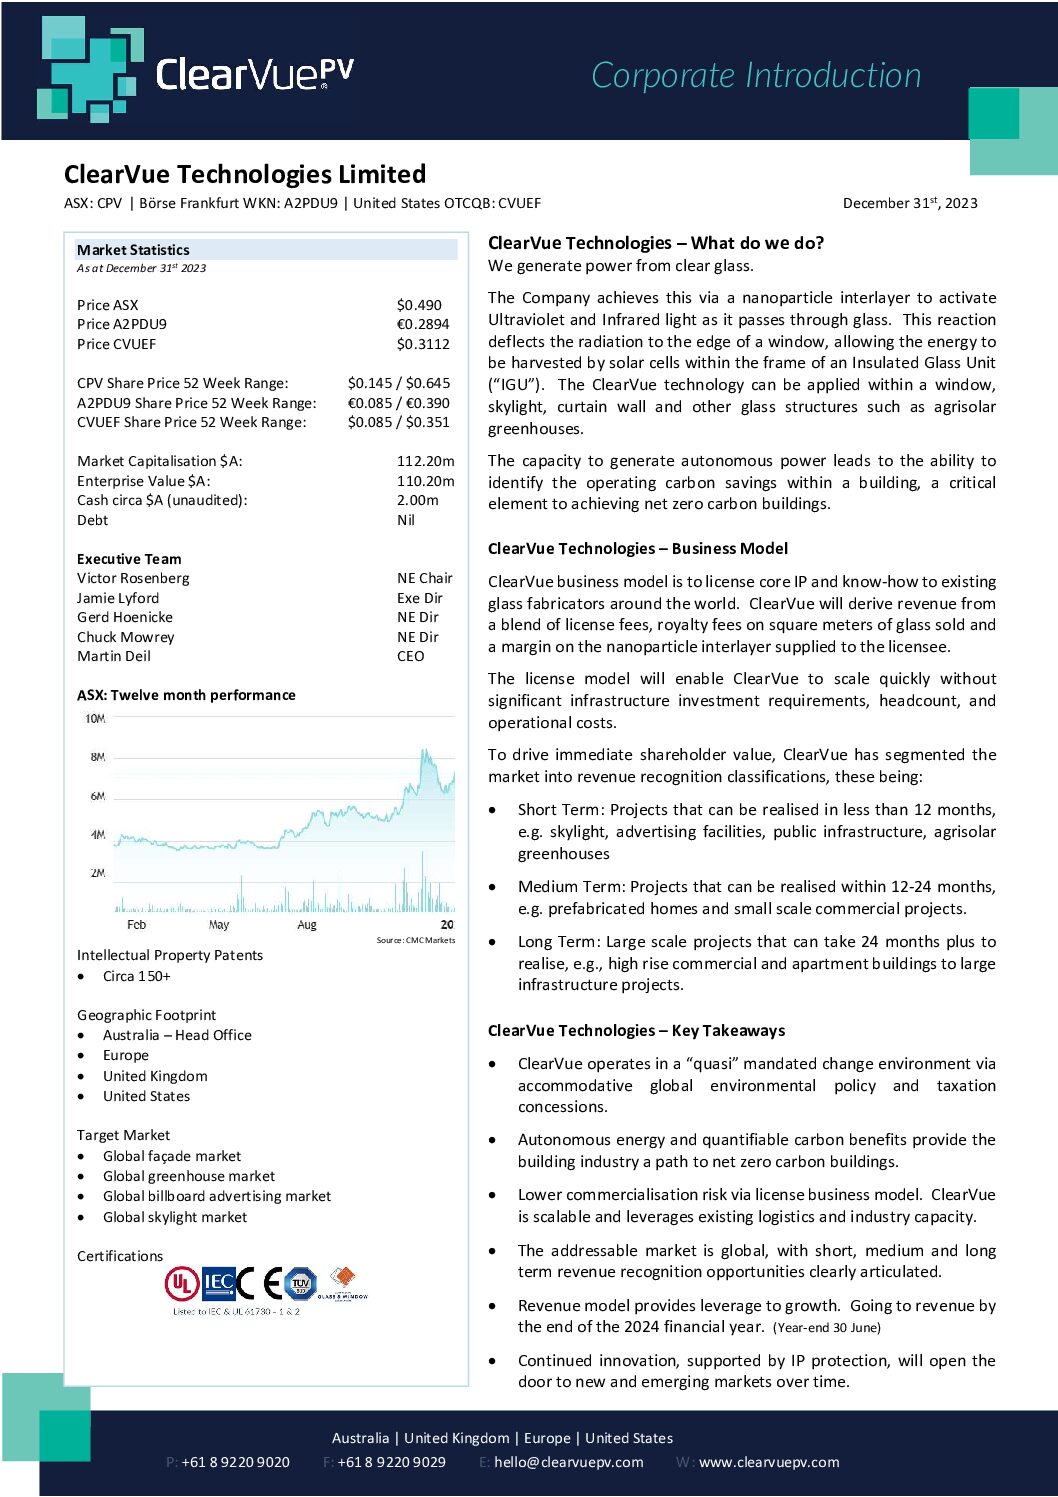 ClearVuePV®
Corporate Introduction
ClearVue Technologies Limited
ASX: CPV | Börse Frankfurt WKN: A2PDU9 | United States OTCQB: CVUEF
December 31st, 2023
Market Statistics
As at December 31st 2023
Price ASX $0.490
Price A2PDU9 €0.2894
Price CVUEF $0.3112
CPV Share Price 52 Week Range: $0.145 / $0.645
A2PDU9 Share Price 52 Week Range: €0.085 / €0.390
CVUEF Share Price 52 Week Range: $0.085 / $0.351
Market Capitalisation $A: 112.20m
Enterprise Value $A: 110.20m
Cash circa $A (unaudited): 2.00m
Debt Nil
Executive Team
Victor Rosenberg NE Chair
Jamie Lyford Exe Dir
Gerd Hoenicke NE Dir
Chuck Mowrey NE Dir
Martin Deil CEO
ASX: Twelve month performance
10M
8M
6M
4M
2M
Feb May Aug 20
Source: CMC Markets
Intellectual Property Patents
• Circa 150+
Geographic Footprint
• Australia – Head Office
• Europe
• United Kingdom
• United States
Target Market
• Global façade market
• Global greenhouse market
• Global billboard advertising market
• Global skylight market
Certifications
UL IEC CE TÜV GLASS & WINDOW
Listed to IEC & UL 61730 - 1 & 2
ClearVue Technologies – What do we do?
We generate power from clear glass.
The Company achieves this via a nanoparticle interlayer to activate
Ultraviolet and Infrared light as it passes through glass. This reaction
deflects the radiation to the edge of a window, allowing the energy to
be harvested by solar cells within the frame of an Insulated Glass Unit
(“IGU”). The ClearVue technology can be applied within a window,
skylight, curtain wall and other glass structures such as agrisolar
greenhouses.
The capacity to generate autonomous power leads to the ability to
identify the operating carbon savings within a building, a critical
element to achieving net zero carbon buildings.
ClearVue Technologies – Business Model
ClearVue business model is to license core IP and know-how to existing
glass fabricators around the world. ClearVue will derive revenue from
a blend of license fees, royalty fees on square meters of glass sold and
a margin on the nanoparticle interlayer supplied to the licensee.
The license model will enable ClearVue to scale quickly without
significant infrastructure investment requirements, headcount, and
operational costs.
To drive immediate shareholder value, ClearVue has segmented the
market into revenue recognition classifications, these being:
• Short Term: Projects that can be realised in less than 12 months,
e.g. skylight, advertising facilities, public infrastructure, agrisolar
greenhouses
• Medium Term: Projects that can be realised within 12-24 months,
e.g. prefabricated homes and small scale commercial projects.
• Long Term: Large scale projects that can take 24 months plus to
realise, e.g., high rise commercial and apartment buildings to large
infrastructure projects.
ClearVue Technologies – Key Takeaways
• ClearVue operates in a “quasi” mandated change environment via
accommodative global environmental policy and taxation
concessions.
• Autonomous energy and quantifiable carbon benefits provide the
building industry a path to net zero carbon buildings.
• Lower commercialisation risk via license business model. ClearVue
is scalable and leverages existing logistics and industry capacity.
• The addressable market is global, with short, medium and long
term revenue recognition opportunities clearly articulated.
• Revenue model provides leverage to growth. Going to revenue by
the end of the 2024 financial year. (Year-end 30 June)
• Continued innovation, supported by IP protection, will open the
door to new and emerging markets over time.
Australia | United Kingdom | Europe | United States
P: +61 8 9220 9020 F: +61 8 9220 9029 E: hello@clearvuepv.com W: www.clearvuepv.com